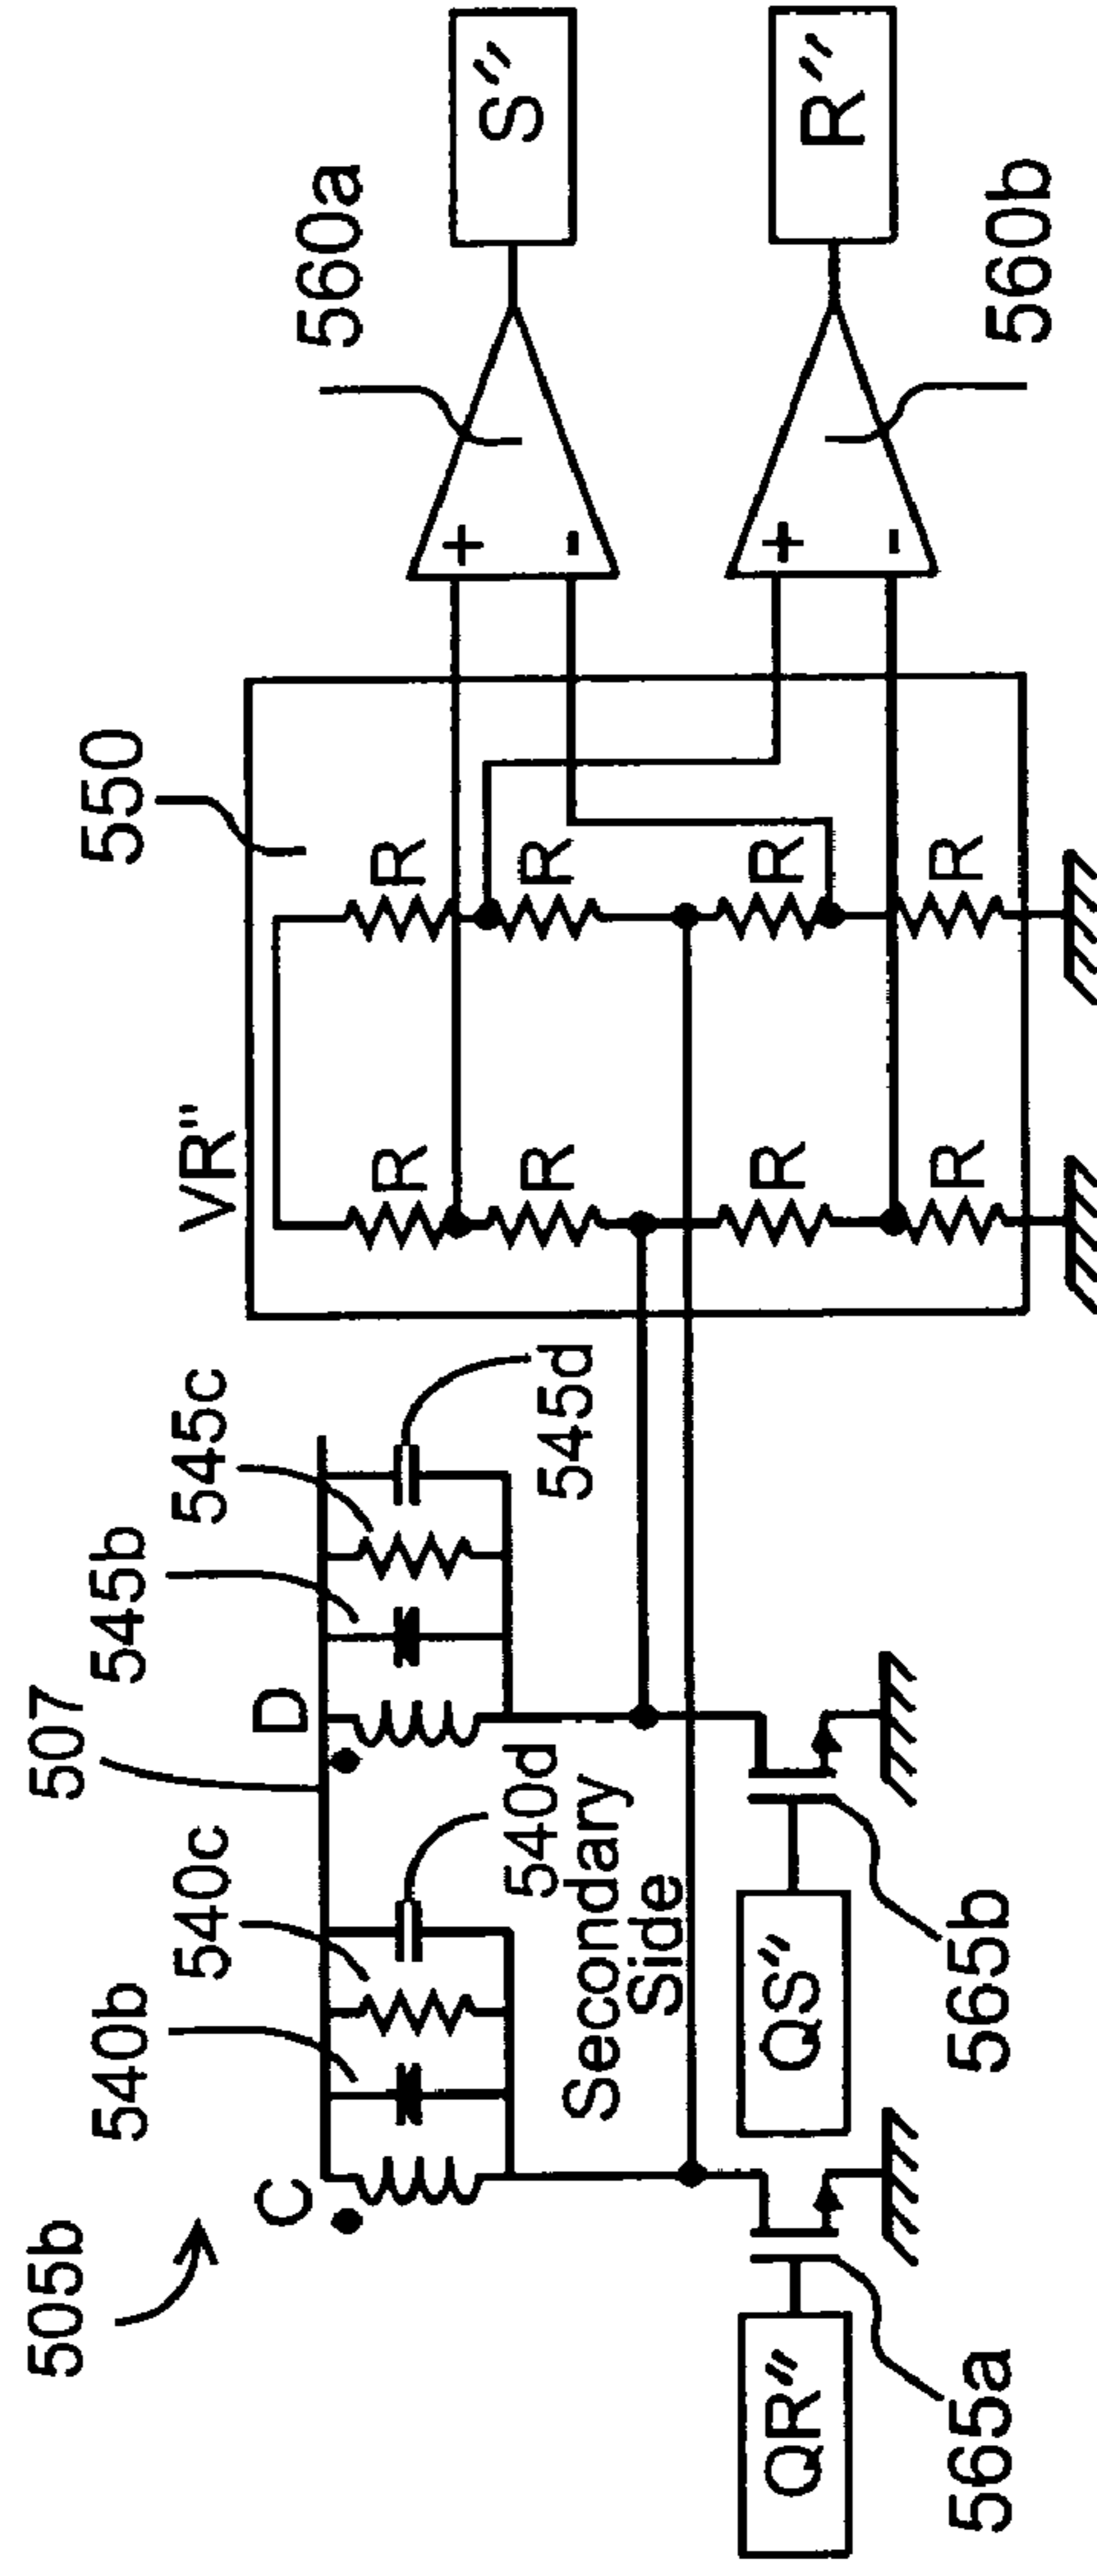 505b
507
C
D
540b
540c
540d
545b
545c
545d
Secondary
Side
QR″
QS″
565a
565b
VR"
550
R
R
R
R
R
R
R
R
+
-
+
-
560a
560b
S″
R″